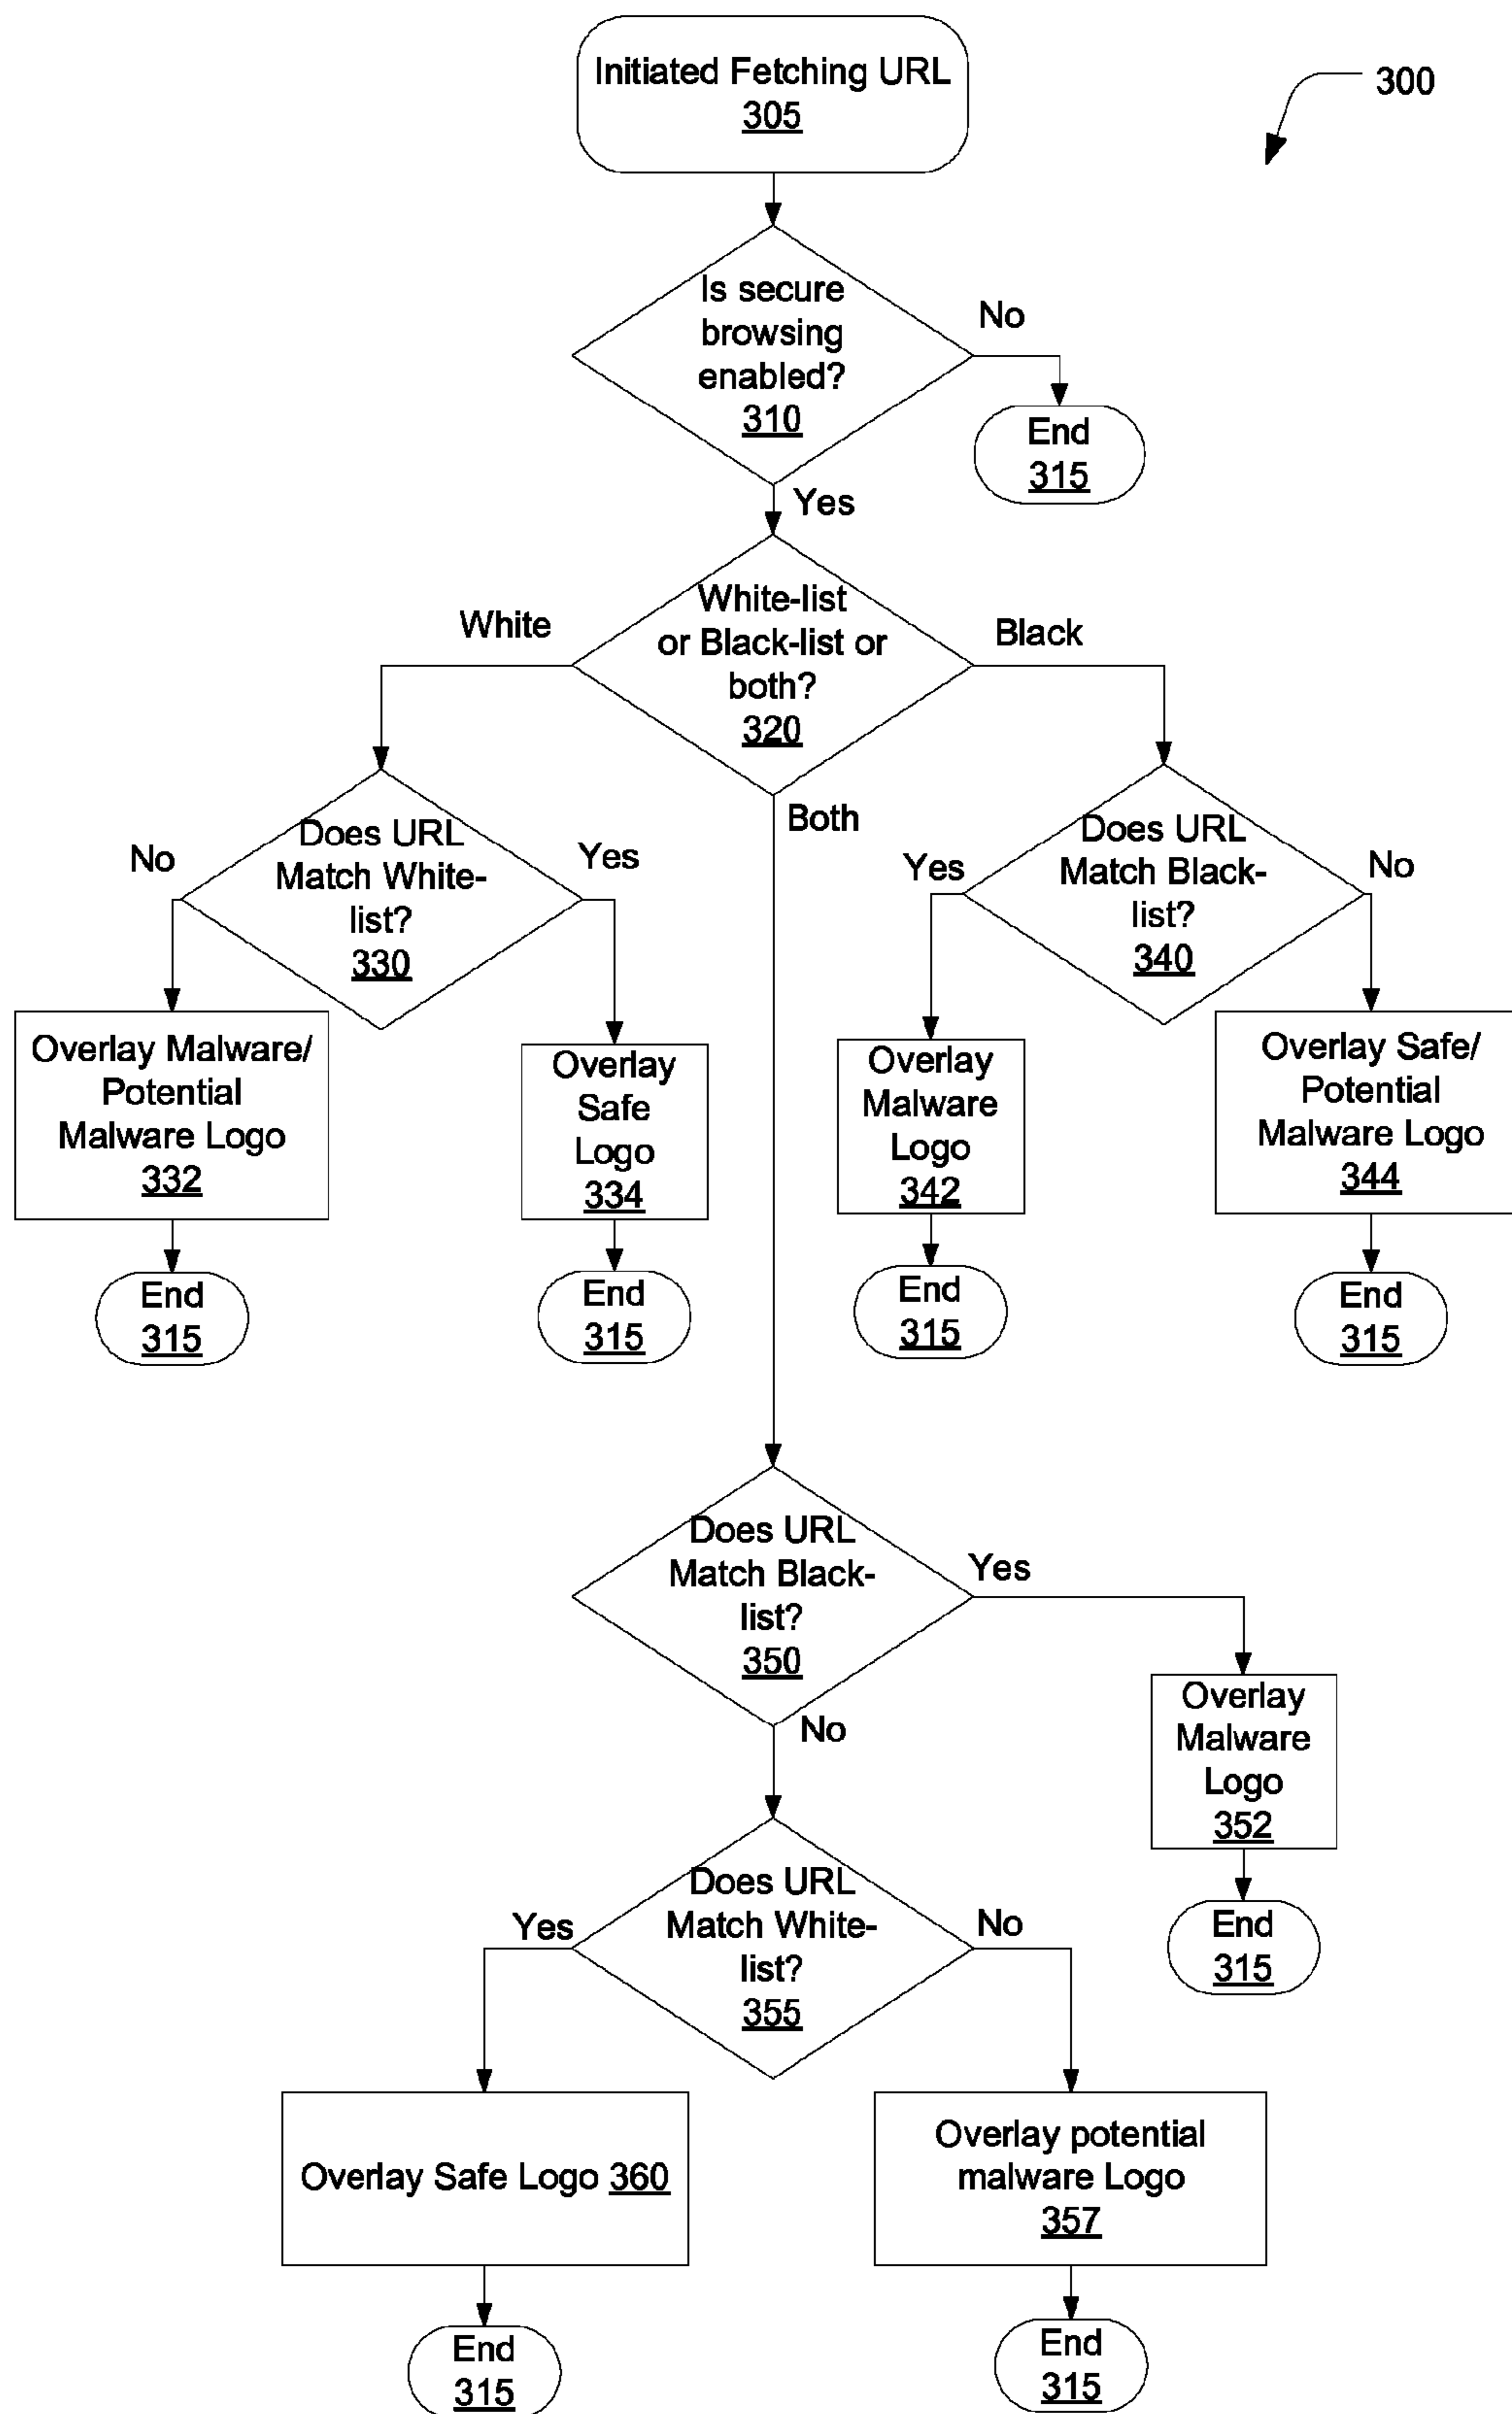 Initiated Fetching URL
305
300
Is secure
browsing
enabled?
310
No
End
315
Yes
White-list
or Black-list or
both?
320
White
Black
Both
Does URL
Match White-
list?
330
No
Yes
Does URL
Match Black-
list?
340
Yes
No
Overlay Malware/
Potential
Malware Logo
332
Overlay
Safe
Logo
334
Overlay
Malware
Logo
342
Overlay Safe/
Potential
Malware Logo
344
End
315
End
315
End
315
End
315
Does URL
Match Black-
list?
350
Yes
No
Overlay
Malware
Logo
352
End
315
Does URL
Match White-
list?
355
Yes
No
Overlay Safe Logo 360
Overlay potential
malware Logo
357
End
315
End
315